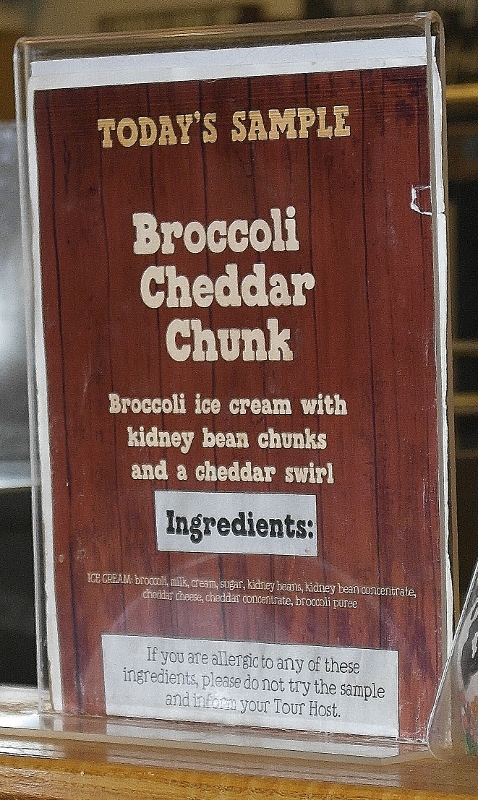 TODAY'S SAMPLE
Broccoli
Cheddar
Chunk
Broccoli ice cream with
kidney bean chunks
and a cheddar swirl
Ingredients:
ICE CREAM: broccoli, milk, cream, sugar, kidney beans, kidney bean concentrate,
cheddar cheese, cheddar concentrate, broccoli puree
If you are allergic to any of these
ingredients, please do not try the sample
and inform your Tour Host.